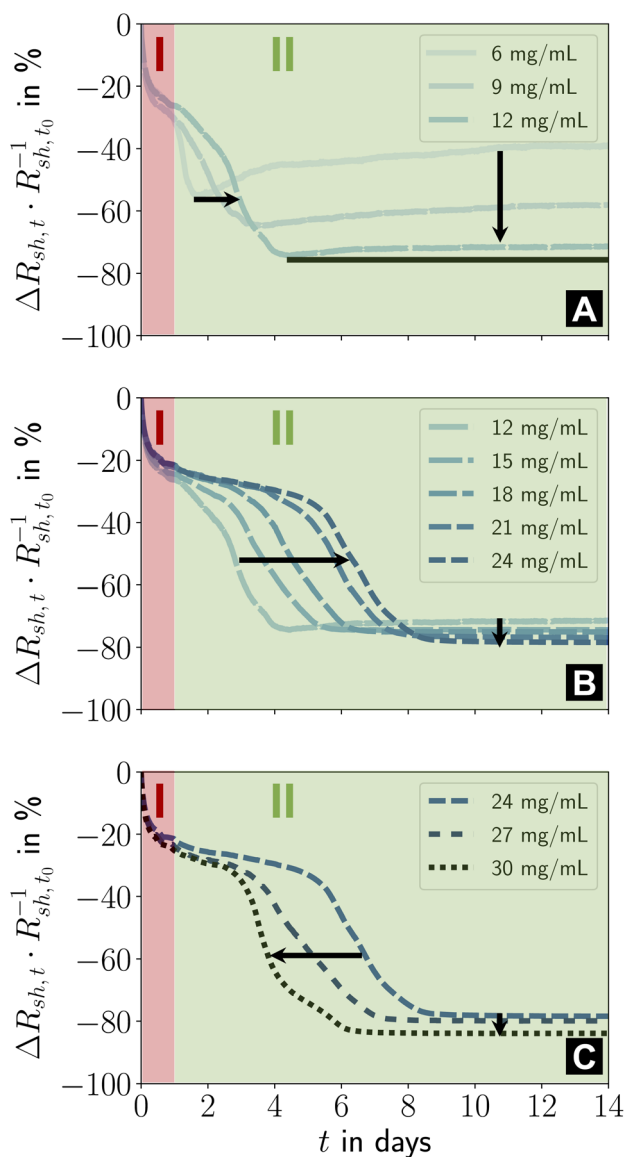 0
−20
−40
−60
−80
−100
ΔR_{sh,t} · R_{sh,t_0}^{−1} in %
I
II
6 mg/mL
9 mg/mL
12 mg/mL
A
0
−20
−40
−60
−80
−100
ΔR_{sh,t} · R_{sh,t_0}^{−1} in %
I
II
12 mg/mL
15 mg/mL
18 mg/mL
21 mg/mL
24 mg/mL
B
0
−20
−40
−60
−80
−100
ΔR_{sh,t} · R_{sh,t_0}^{−1} in %
I
II
24 mg/mL
27 mg/mL
30 mg/mL
C
0 2 4 6 8 10 12 14
t in days